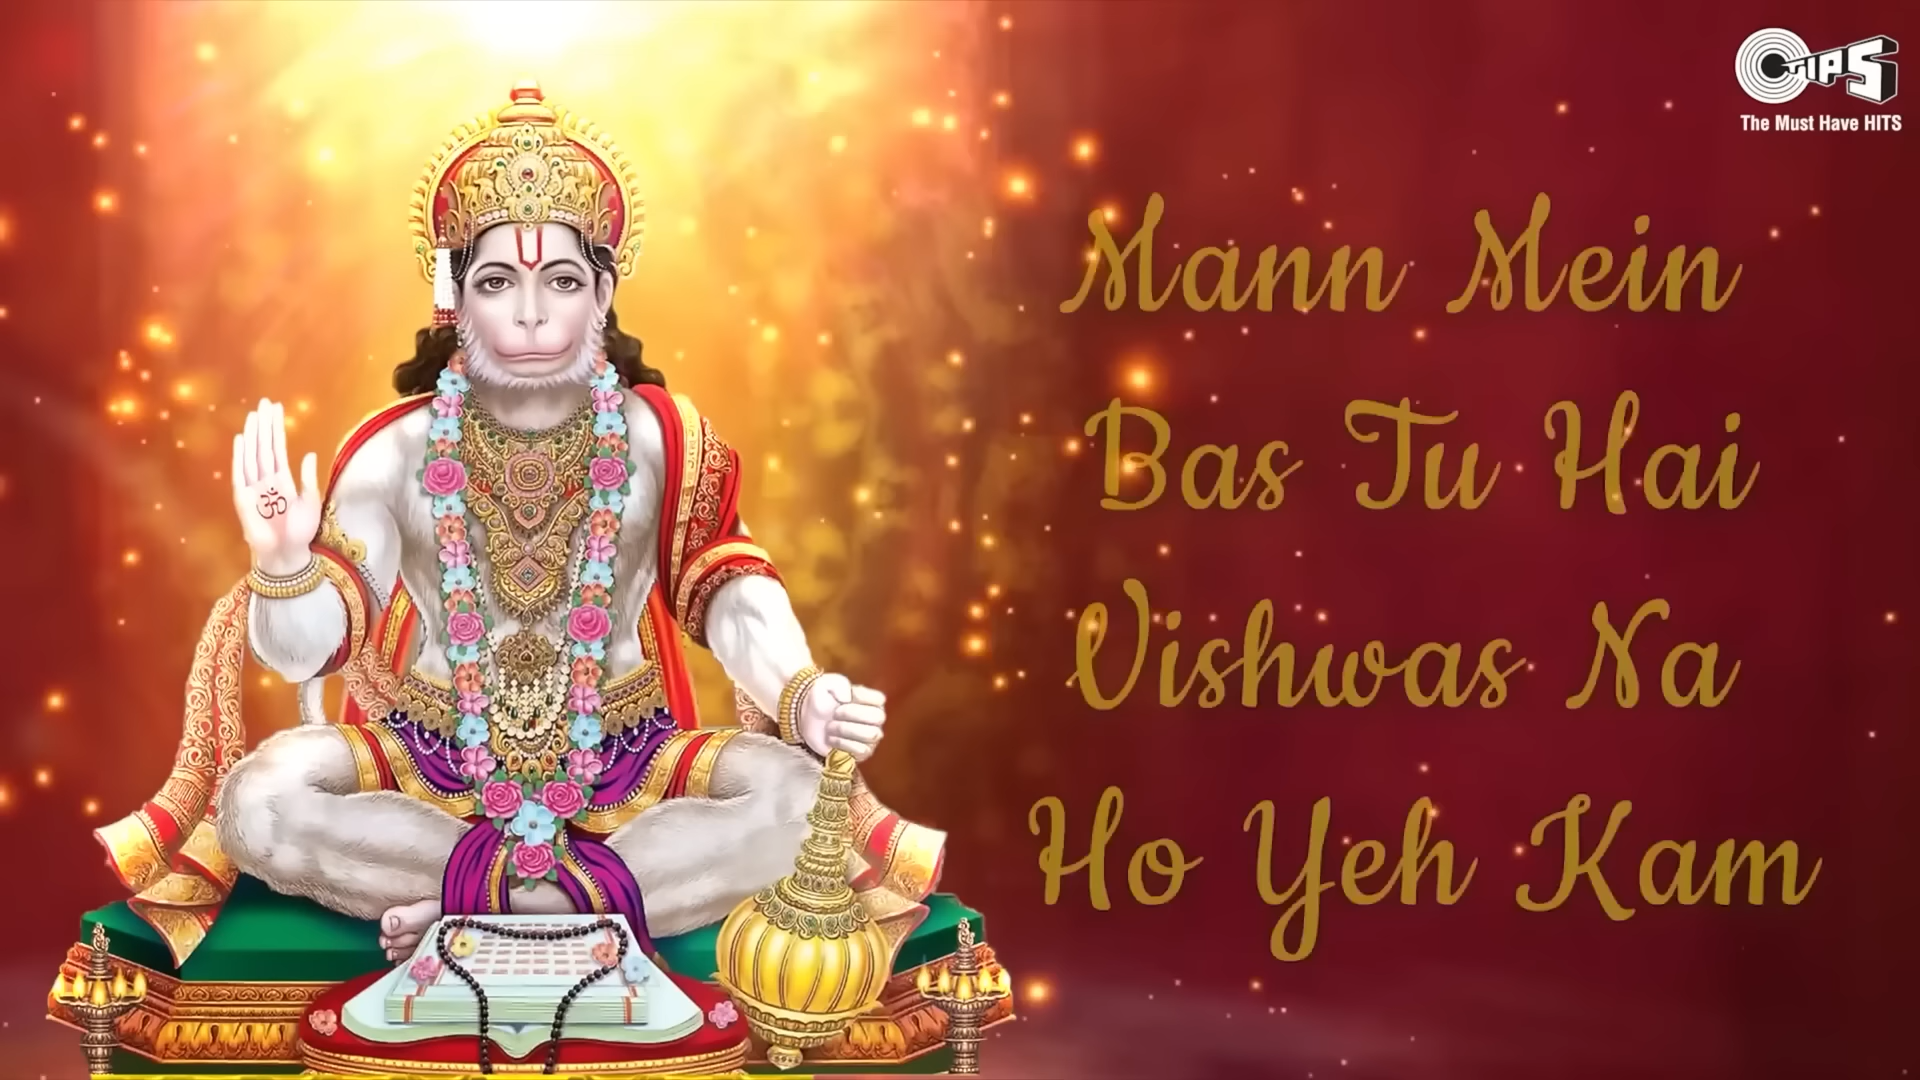 TIPS
The Must Have HITS
Mann Mein
Bas Tu Hai
Vishwas Na
Ho Yeh Kam
ॐ